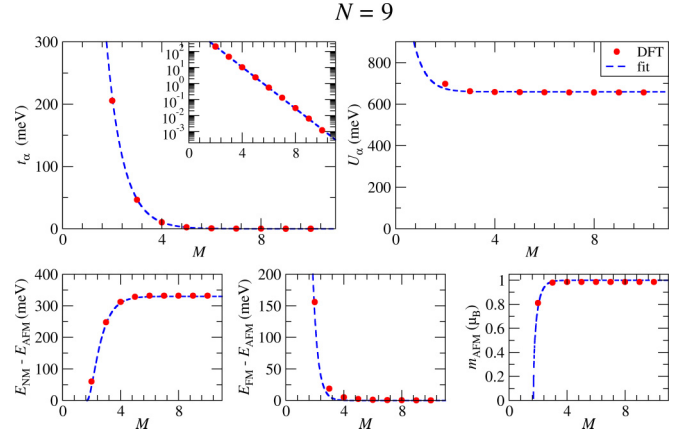 N = 9
300
200
100
0
t_α (meV)
0 4 8
M
10^2
10^1
10^0
10^-1
10^-2
10^-3
0 4 8
800
600
400
200
0
U_α (meV)
0 4 8
M
DFT
fit
400
300
200
100
0
E_NM - E_AFM (meV)
0 4 8
M
200
150
100
50
0
E_FM - E_AFM (meV)
0 4 8
M
1
0.8
0.6
0.4
0.2
0
m_AFM (μ_B)
0 4 8
M